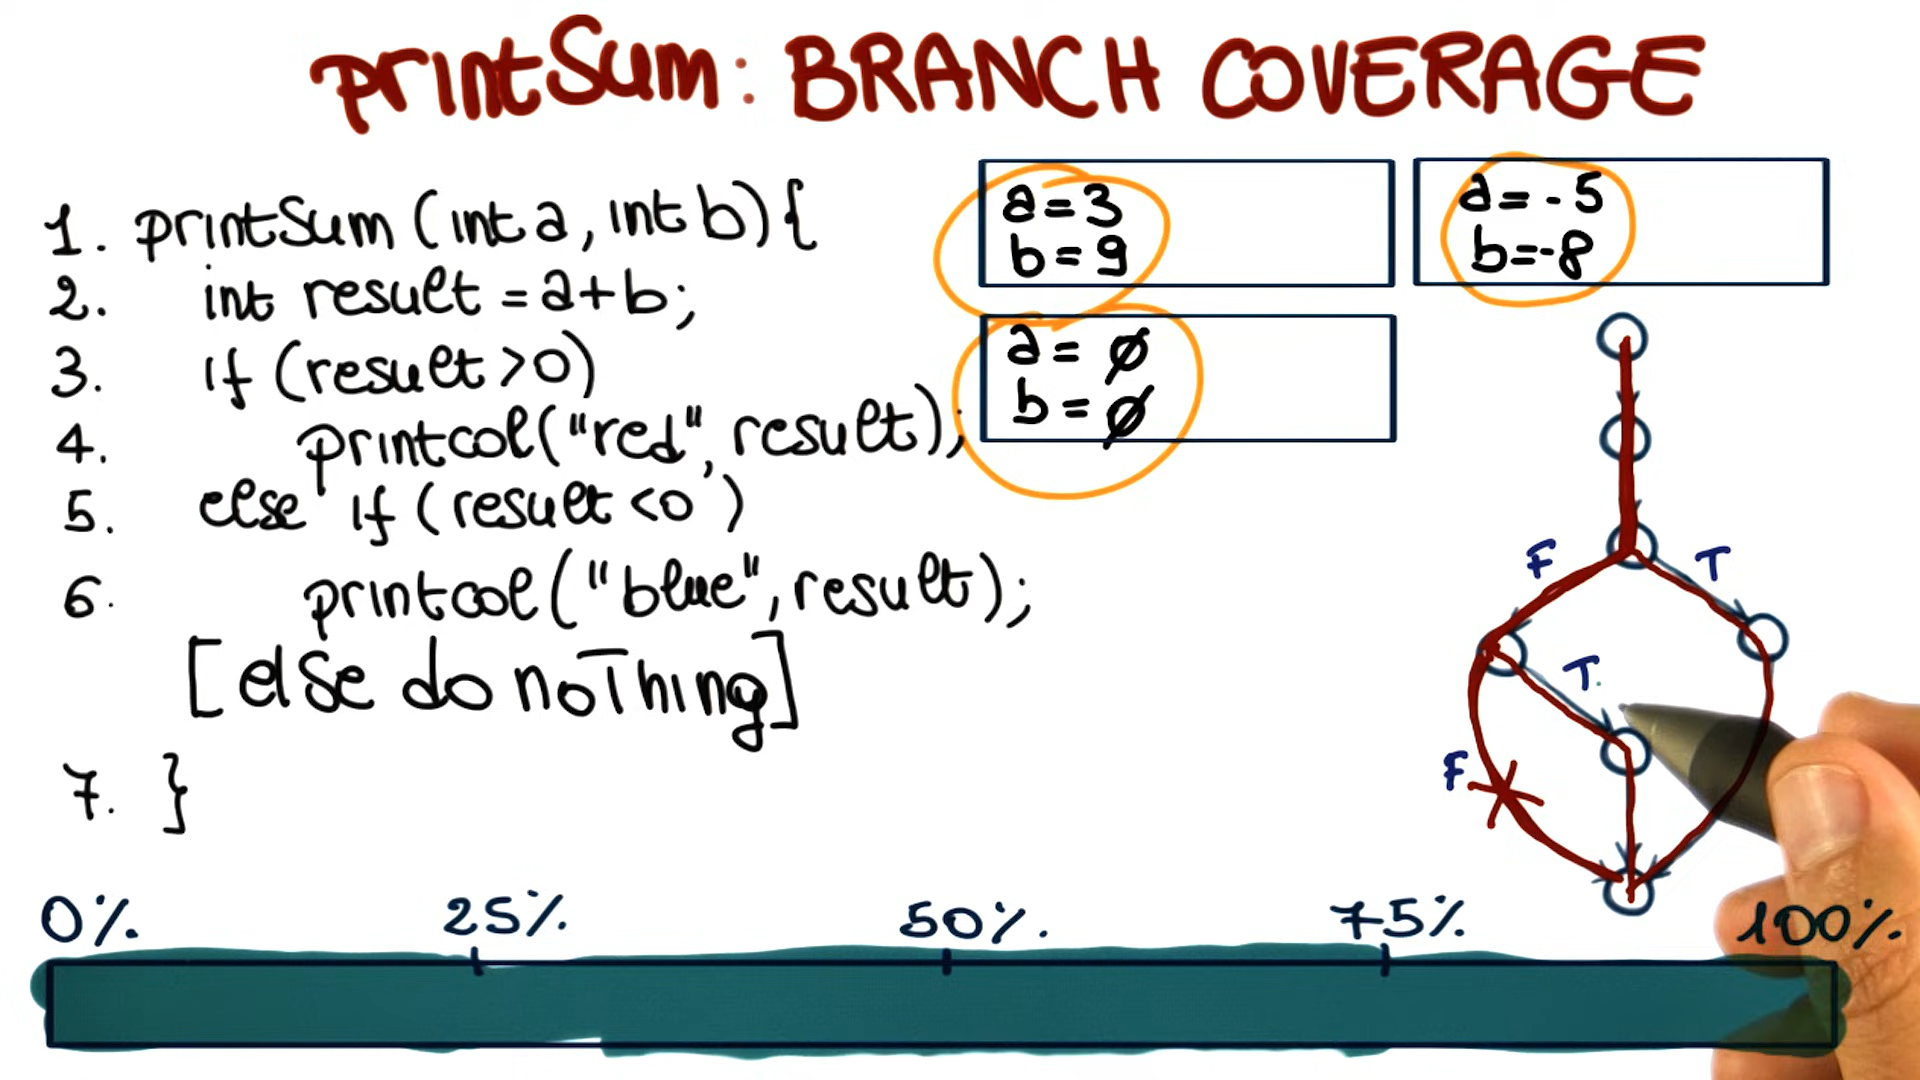 printSum: BRANCH COVERAGE
1. printSum (int a, int b) {
2. int result = a+b;
3. if (result >0)
4. printcol("red", result);
5. else if (result <0)
6. printcol("blue", result);
[else do nothing]
7. }
a = 3
b = 9
a = -5
b = -8
a = ∅
b = ∅
F T
T
F
0% 25% 50% 75% 100%